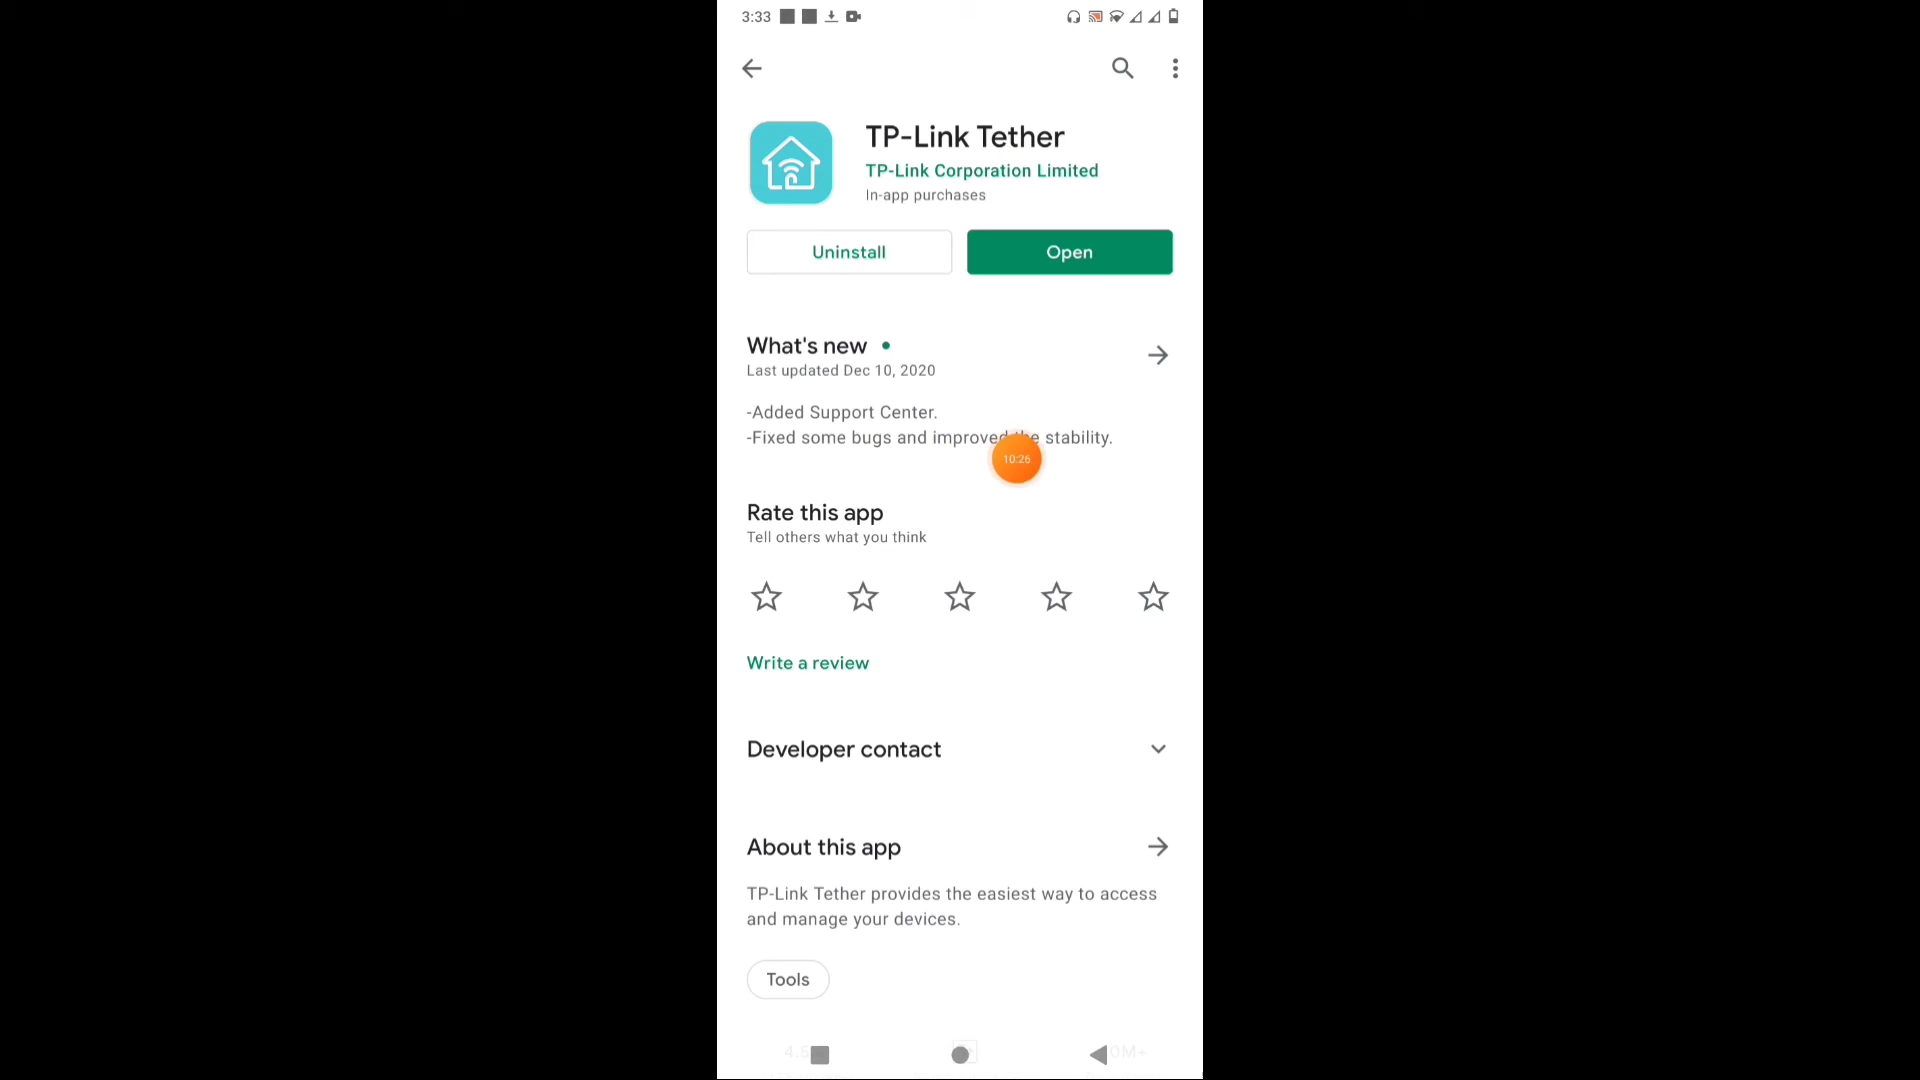 3:33
TP-Link Tether
TP-Link Corporation Limited
In-app purchases
Uninstall
Open
What's new
Last updated Dec 10, 2020
-Added Support Center.
-Fixed some bugs and improved the stability.
10:26
Rate this app
Tell others what you think
Write a review
Developer contact
About this app
TP-Link Tether provides the easiest way to access
and manage your devices.
Tools